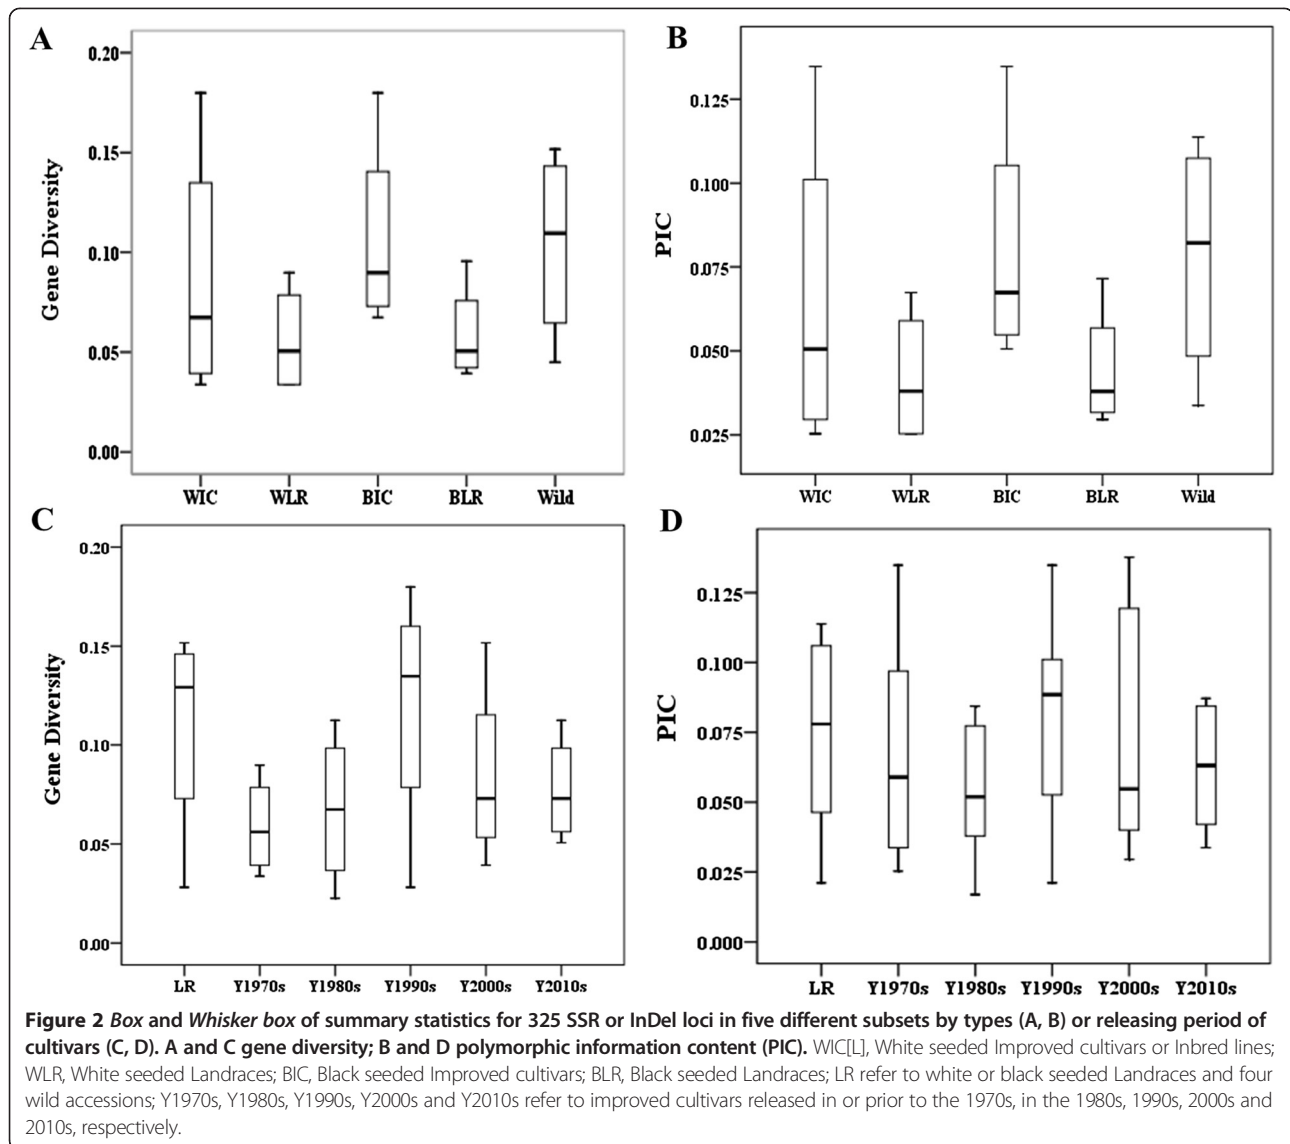 A
0.20
0.15
0.10
0.05
0.00
Gene Diversity
WIC WLR BIC BLR Wild
B
0.125
0.100
0.075
0.050
0.025
PIC
WIC WLR BIC BLR Wild
C
0.20
0.15
0.10
0.05
0.00
Gene Diversity
LR Y1970s Y1980s Y1990s Y2000s Y2010s
D
0.125
0.100
0.075
0.050
0.025
0.000
PIC
LR Y1970s Y1980s Y1990s Y2000s Y2010s
Figure 2 Box and Whisker box of summary statistics for 325 SSR or InDel loci in five different subsets by types (A, B) or releasing period of
cultivars (C, D). A and C gene diversity; B and D polymorphic information content (PIC). WIC[L], White seeded Improved cultivars or Inbred lines;
WLR, White seeded Landraces; BIC, Black seeded Improved cultivars; BLR, Black seeded Landraces; LR refer to white or black seeded Landraces and four
wild accessions; Y1970s, Y1980s, Y1990s, Y2000s and Y2010s refer to improved cultivars released in or prior to the 1970s, in the 1980s, 1990s, 2000s and
2010s, respectively.